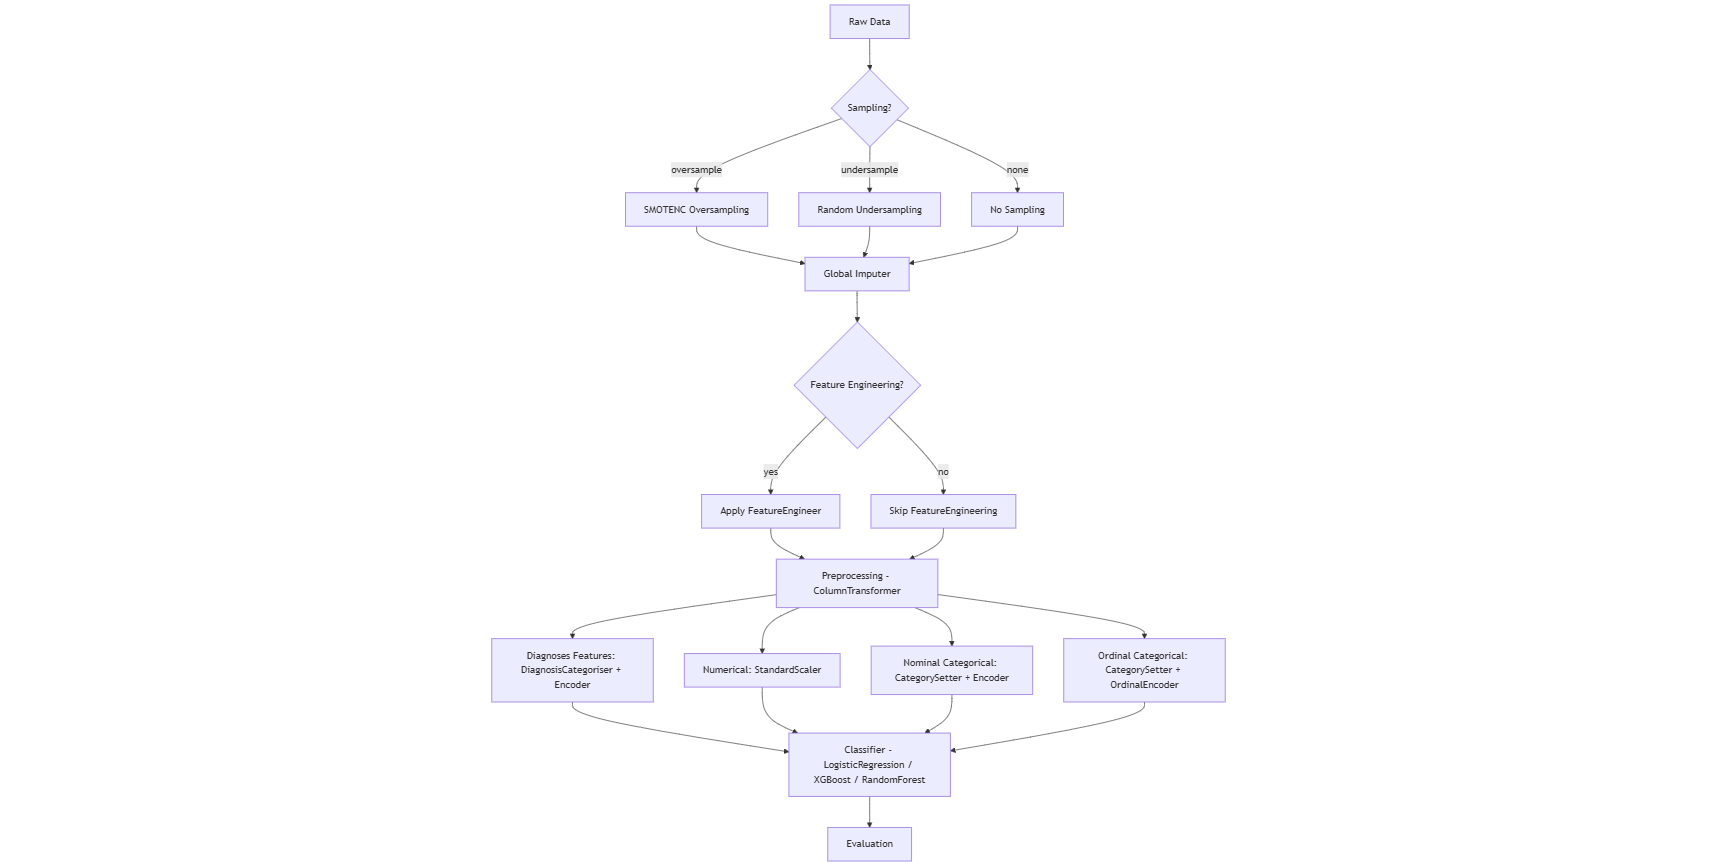 Raw Data
Sampling?
oversample
undersample
none
SMOTENC Oversampling
Random Undersampling
No Sampling
Global Imputer
Feature Engineering?
yes
no
Apply FeatureEngineer
Skip FeatureEngineering
Preprocessing -
ColumnTransformer
Diagnoses Features:
DiagnosisCategoriser +
Encoder
Numerical: StandardScaler
Nominal Categorical:
CategorySetter + Encoder
Ordinal Categorical:
CategorySetter +
OrdinalEncoder
Classifier -
LogisticRegression /
XGBoost / RandomForest
Evaluation